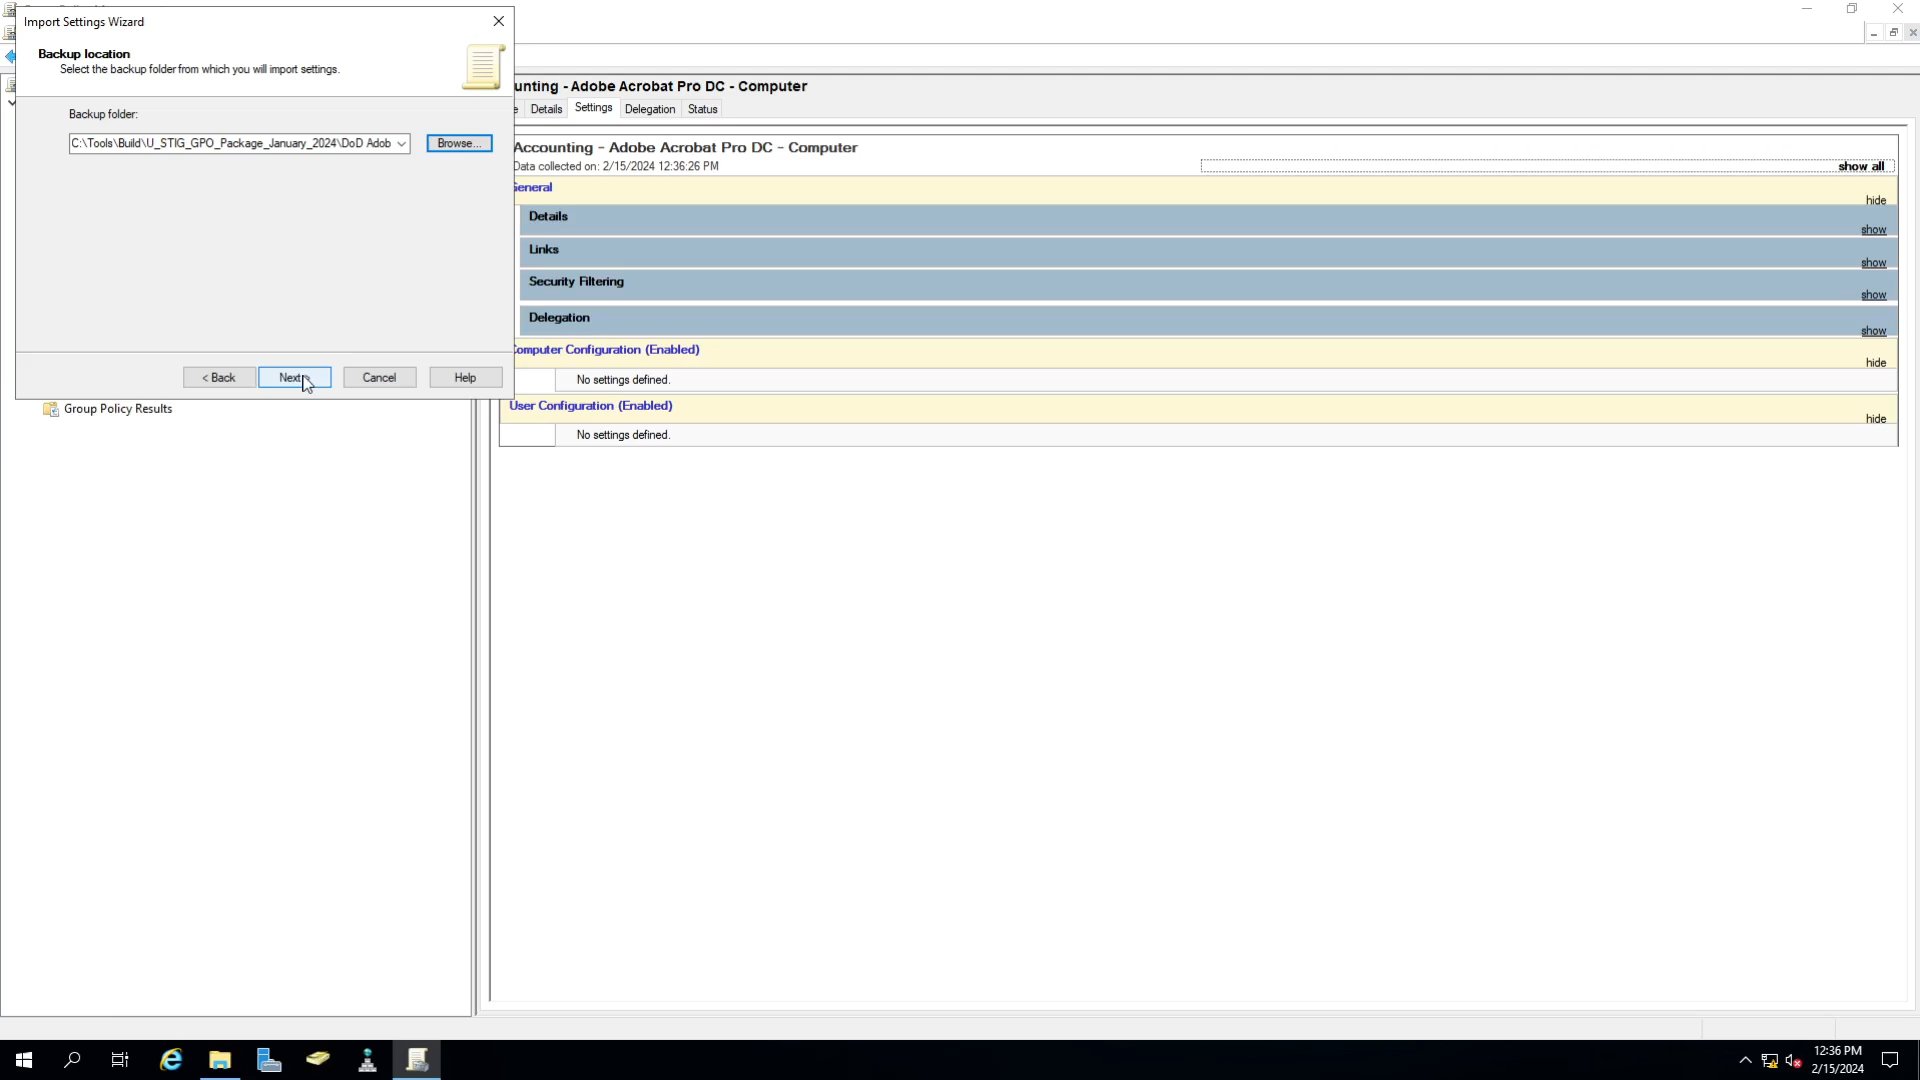 Import Settings Wizard
Backup location
Select the backup folder from which you will import settings.
Backup folder:
C:\Tools\Build\U_STIG_GPO_Package_January_2024\DoD Adob
Browse...
< Back
Next
Cancel
Help
Group Policy Results
unting - Adobe Acrobat Pro DC - Computer
e
Details
Settings
Delegation
Status
Accounting - Adobe Acrobat Pro DC - Computer
Data collected on: 2/15/2024 12:36:26 PM
show all
General
hide
Details
show
Links
show
Security Filtering
show
Delegation
show
Computer Configuration (Enabled)
hide
No settings defined.
User Configuration (Enabled)
hide
No settings defined.
12:36 PM
2/15/2024